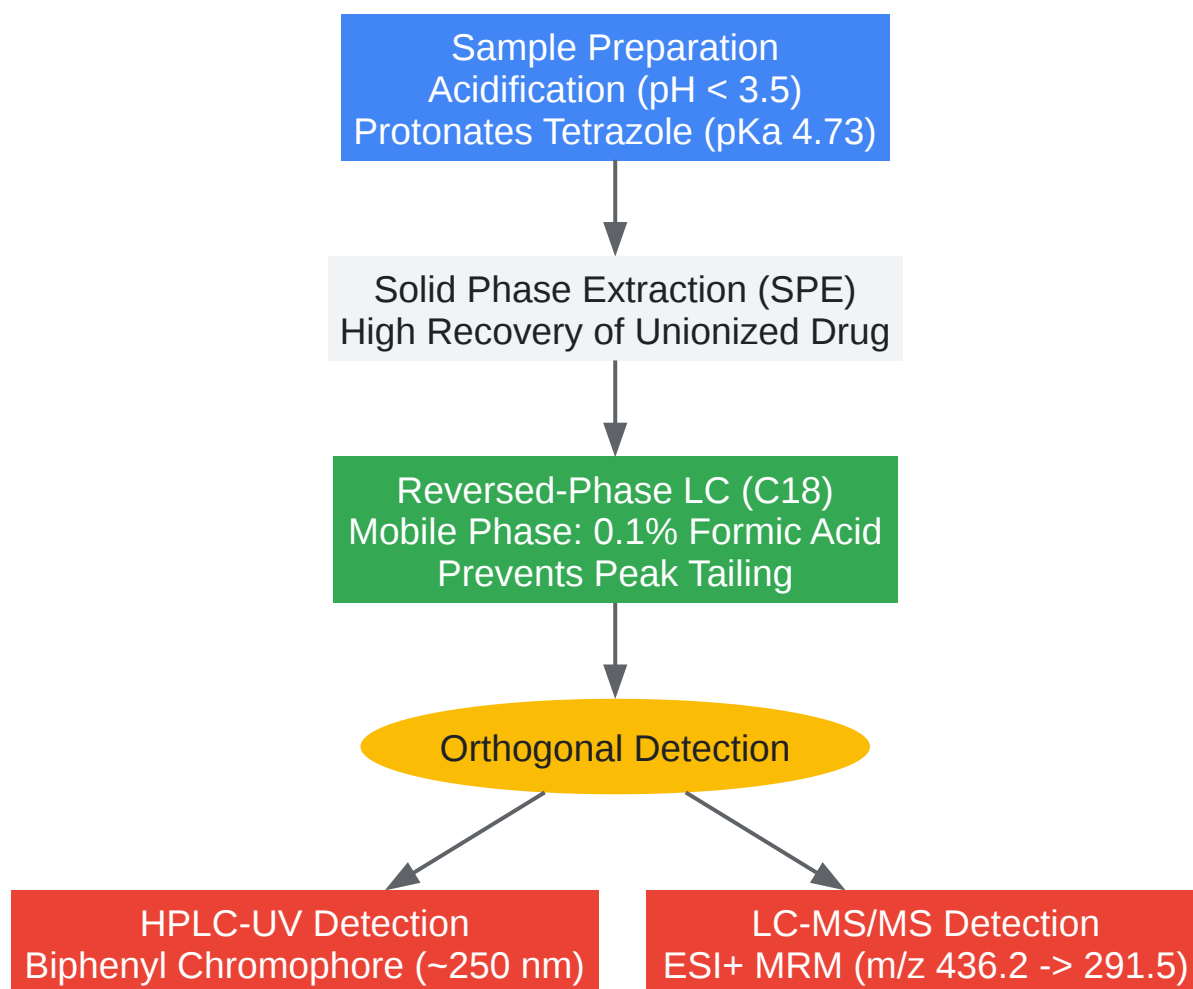 Sample Preparation
Acidification (pH < 3.5)
Protonates Tetrazole (pKa 4.73)
Solid Phase Extraction (SPE)
High Recovery of Unionized Drug
Reversed-Phase LC (C18)
Mobile Phase: 0.1% Formic Acid
Prevents Peak Tailing
Orthogonal Detection
HPLC-UV Detection
Biphenyl Chromophore (~250 nm)
LC-MS/MS Detection
ESI+ MRM (m/z 436.2 -> 291.5)